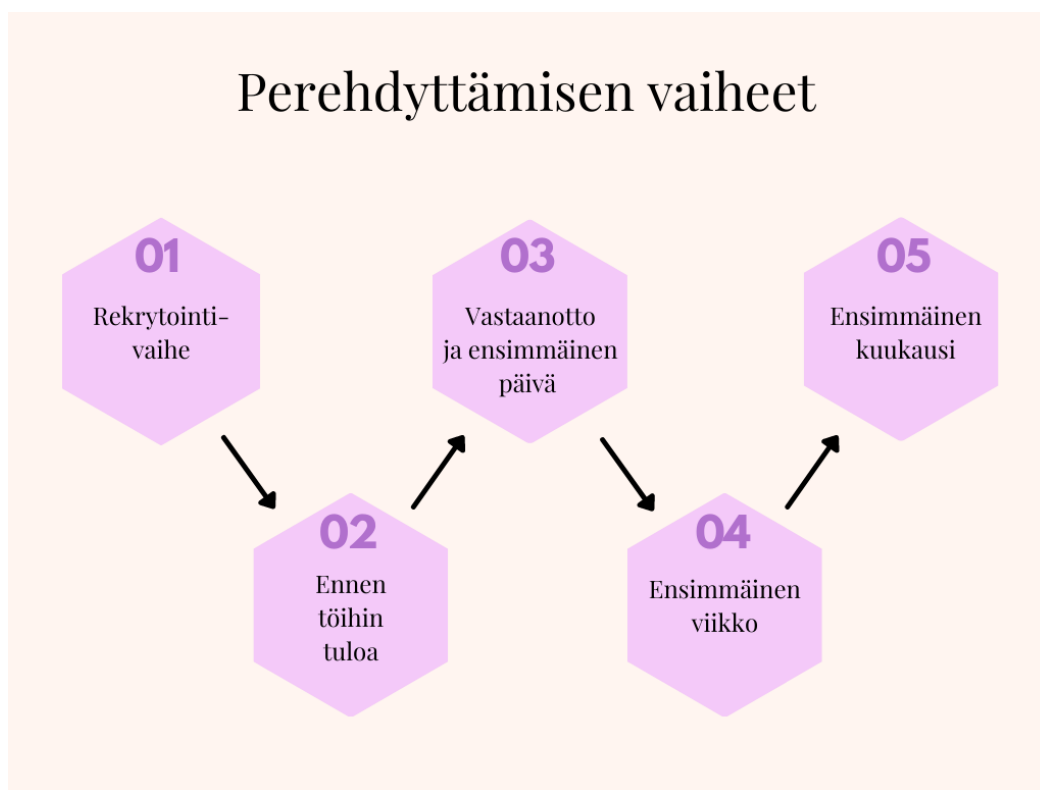 Perehdyttämisen vaiheet
01
Rekrytointi-
vaihe
02
Ennen
töihin
tuloa
03
Vastaanotto
ja ensimmäinen
päivä
04
Ensimmäinen
viikko
05
Ensimmäinen
kuukausi